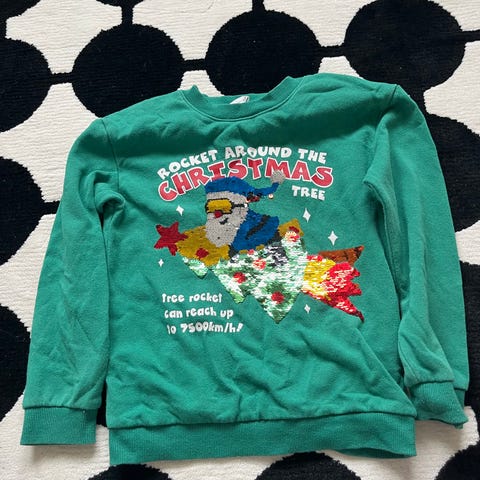 ROCKET AROUND THE
CHRISTMAS
TREE
Tree rocket
can reach up
to 7500km/h!